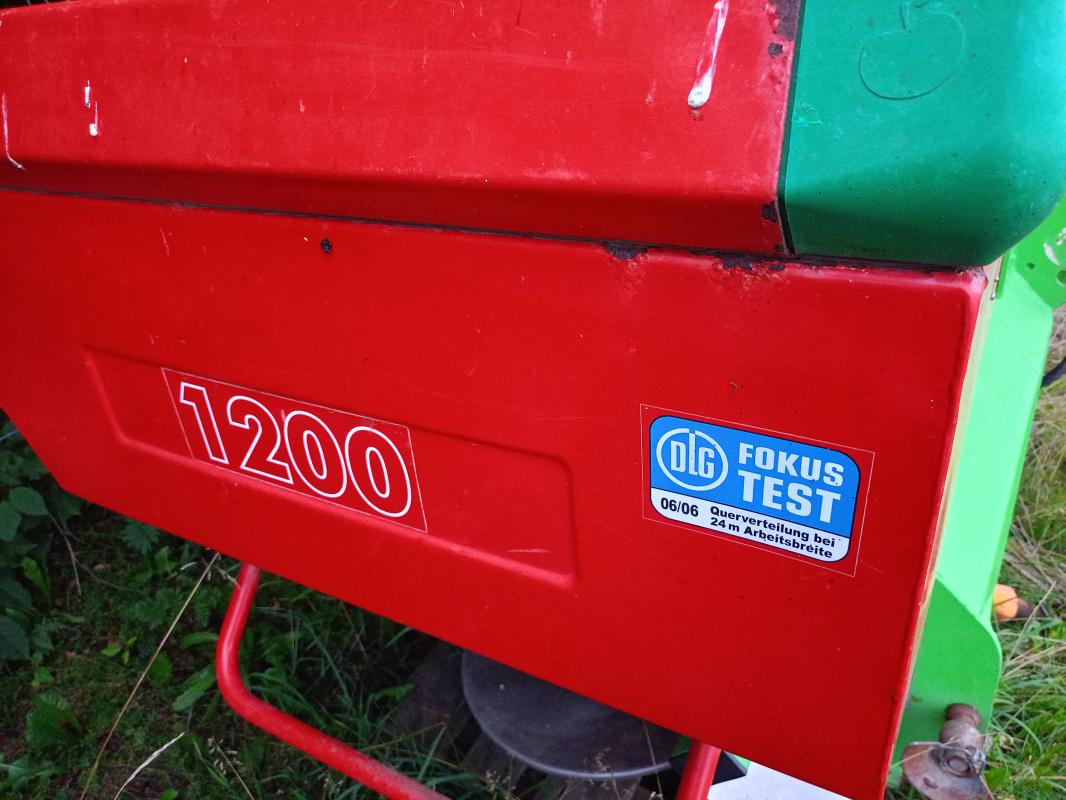 1200
DLG
FOKUS
TEST
06/06
Querverteilung bei
24 m Arbeitsbreite